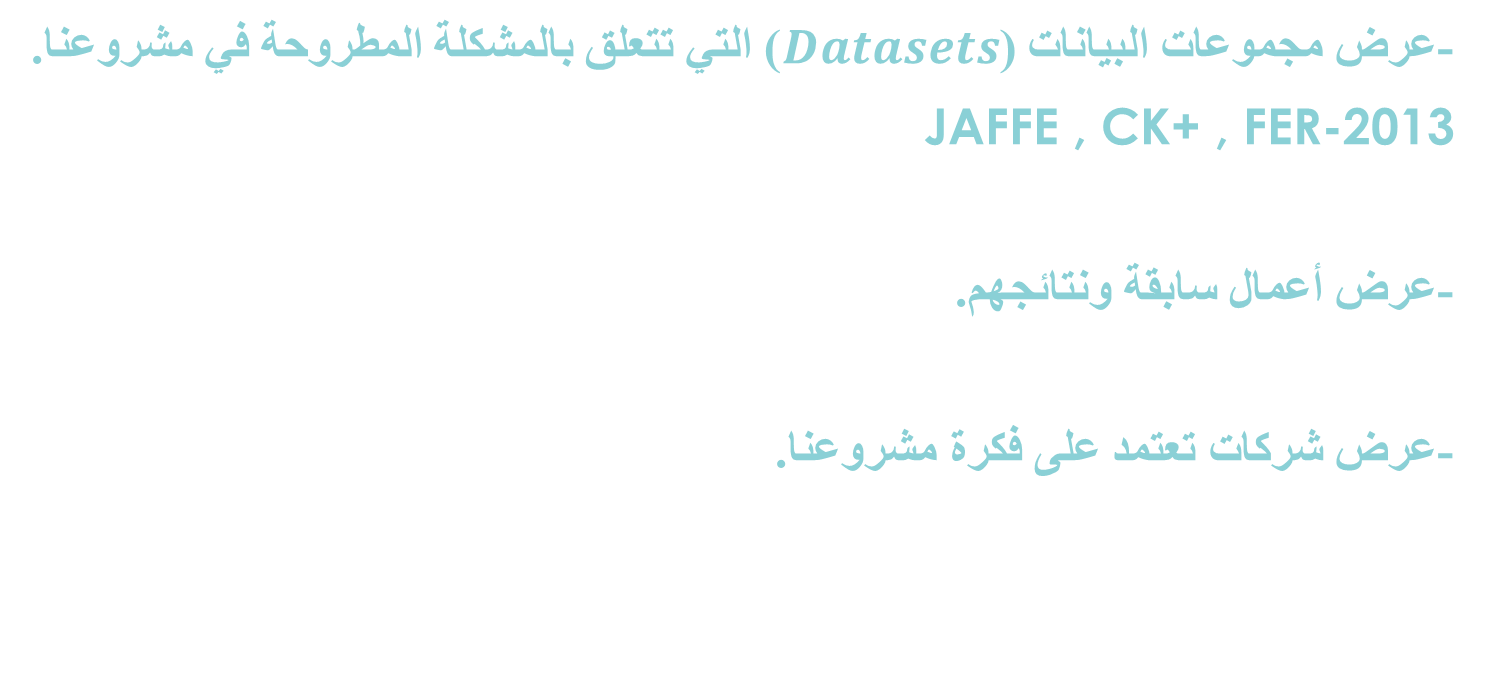 -عرض مجموعات البيانات (Datasets) التي تتعلق بالمشكلة المطروحة في مشروعنا.
JAFFE , CK+ , FER-2013
-عرض أعمال سابقة ونتائجهم.
-عرض شركات تعتمد على فكرة مشروعنا.